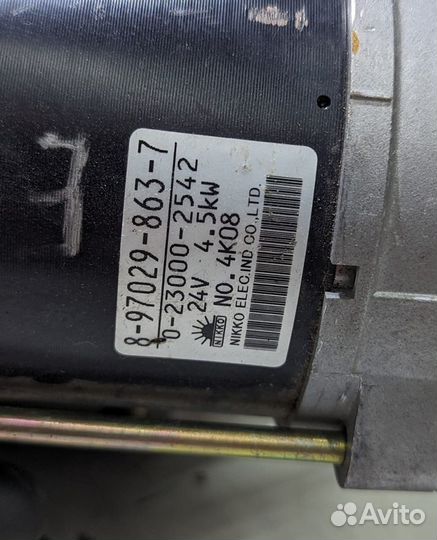 8-97029-863-7
0-23000-2542
24V 4.5kW
NO. 4K08
NIKKO
NIKKO ELEC.IND CO.,LTD.
Avito